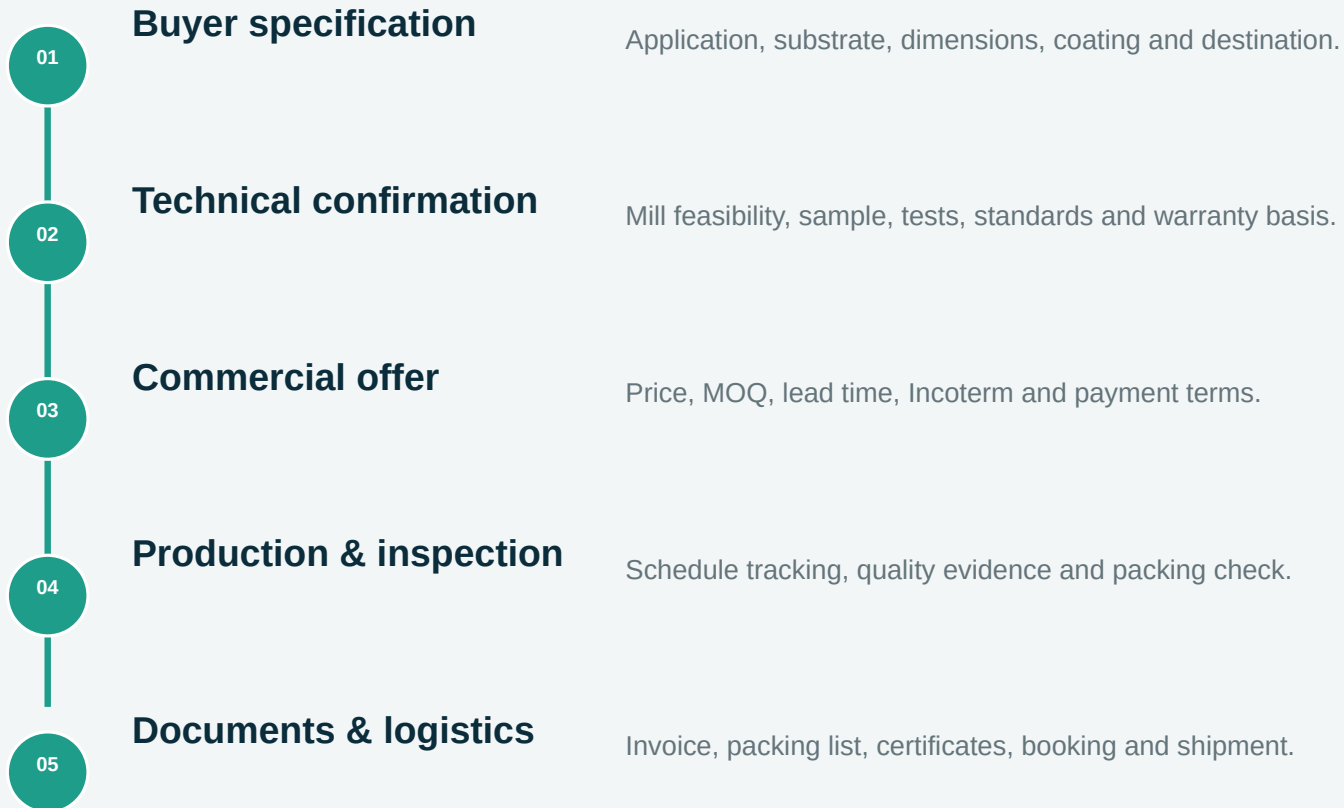 01
Buyer specification
Application, substrate, dimensions, coating and destination.
02
Technical confirmation
Mill feasibility, sample, tests, standards and warranty basis.
03
Commercial offer
Price, MOQ, lead time, Incoterm and payment terms.
04
Production & inspection
Schedule tracking, quality evidence and packing check.
05
Documents & logistics
Invoice, packing list, certificates, booking and shipment.